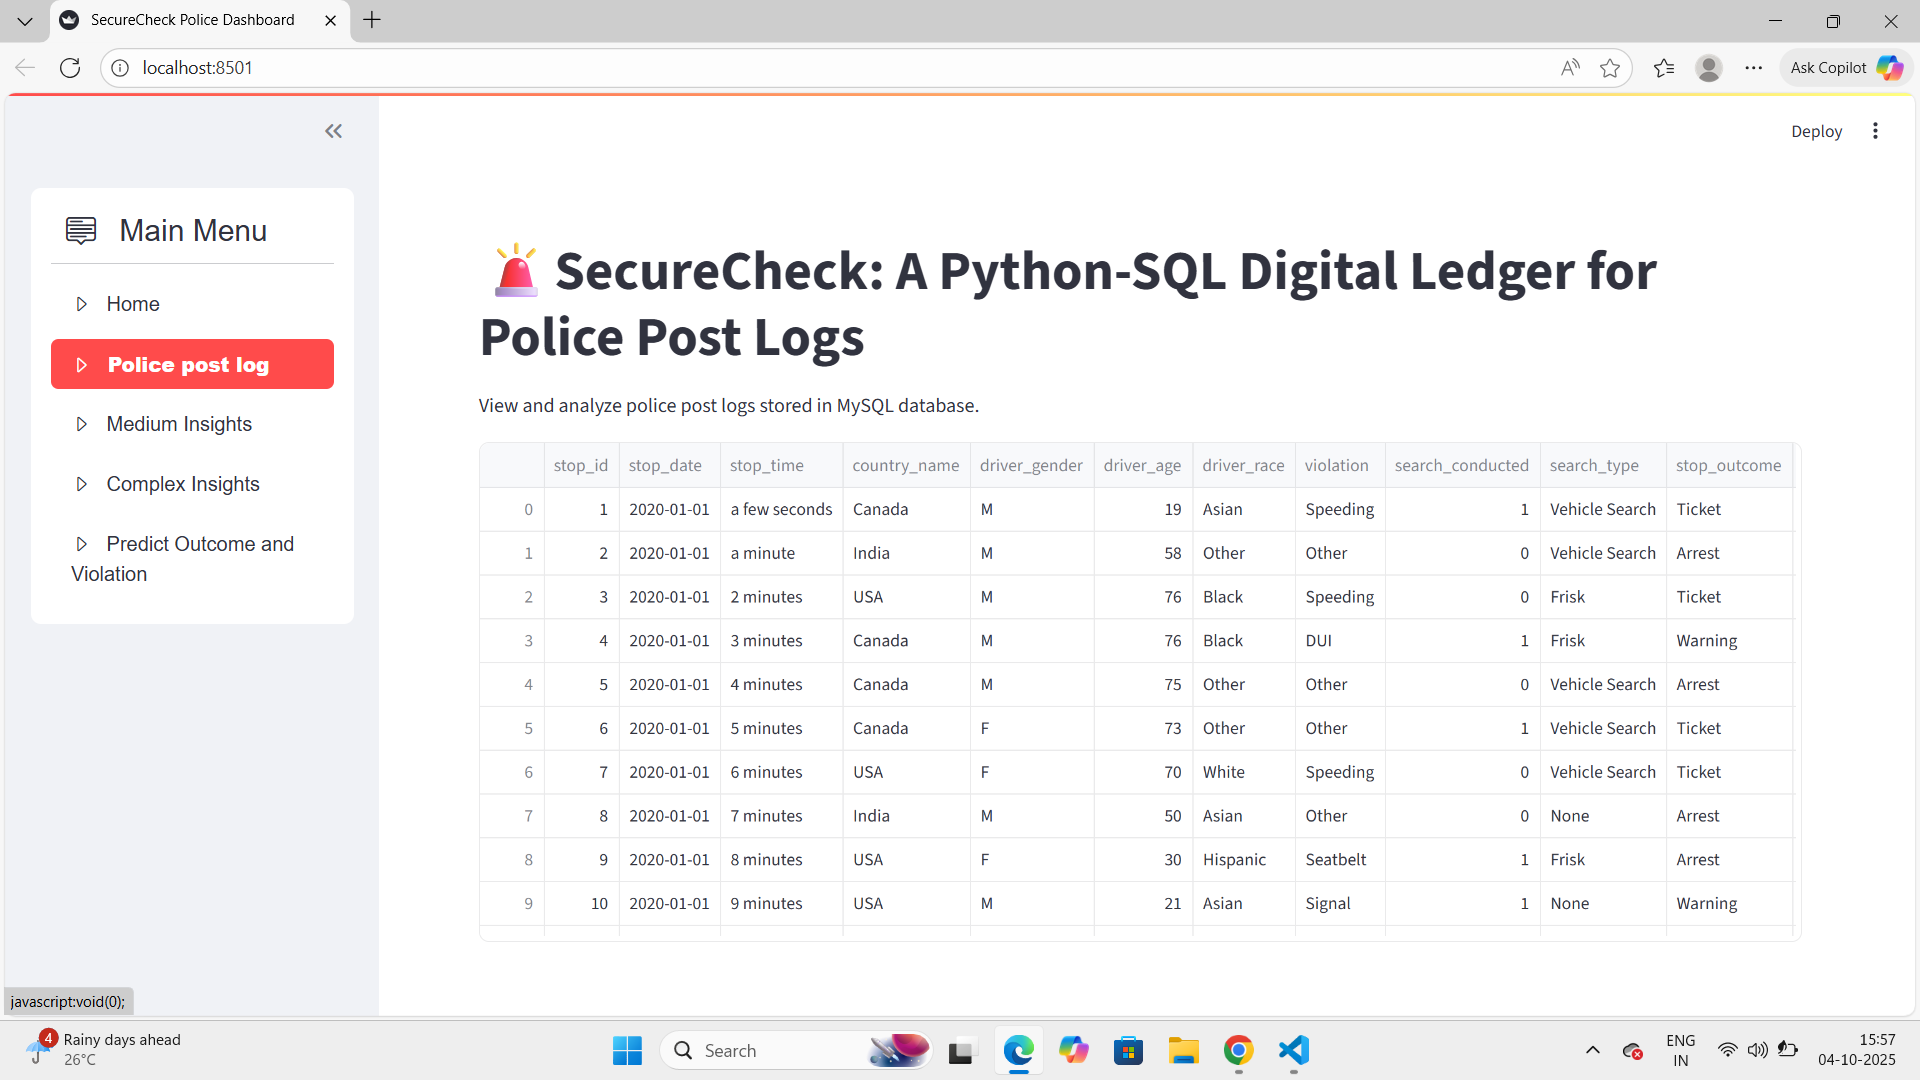 SecureCheck Police Dashboard
localhost:8501
Ask Copilot
Deploy
Main Menu
Home
Police post log
Medium Insights
Complex Insights
Predict Outcome and
Violation
SecureCheck: A Python-SQL Digital Ledger for
Police Post Logs
View and analyze police post logs stored in MySQL database.
stop_id stop_date stop_time country_name driver_gender driver_age driver_race violation search_conducted search_type stop_outcome
0 1 2020-01-01 a few seconds Canada M 19 Asian Speeding 1 Vehicle Search Ticket
1 2 2020-01-01 a minute India M 58 Other Other 0 Vehicle Search Arrest
2 3 2020-01-01 2 minutes USA M 76 Black Speeding 0 Frisk Ticket
3 4 2020-01-01 3 minutes Canada M 76 Black DUI 1 Frisk Warning
4 5 2020-01-01 4 minutes Canada M 75 Other Other 0 Vehicle Search Arrest
5 6 2020-01-01 5 minutes Canada F 73 Other Other 1 Vehicle Search Ticket
6 7 2020-01-01 6 minutes USA F 70 White Speeding 0 Vehicle Search Ticket
7 8 2020-01-01 7 minutes India M 50 Asian Other 0 None Arrest
8 9 2020-01-01 8 minutes USA F 30 Hispanic Seatbelt 1 Frisk Arrest
9 10 2020-01-01 9 minutes USA M 21 Asian Signal 1 None Warning
javascript:void(0);
4
Rainy days ahead
26°C
Search
ENG
IN
15:57
04-10-2025